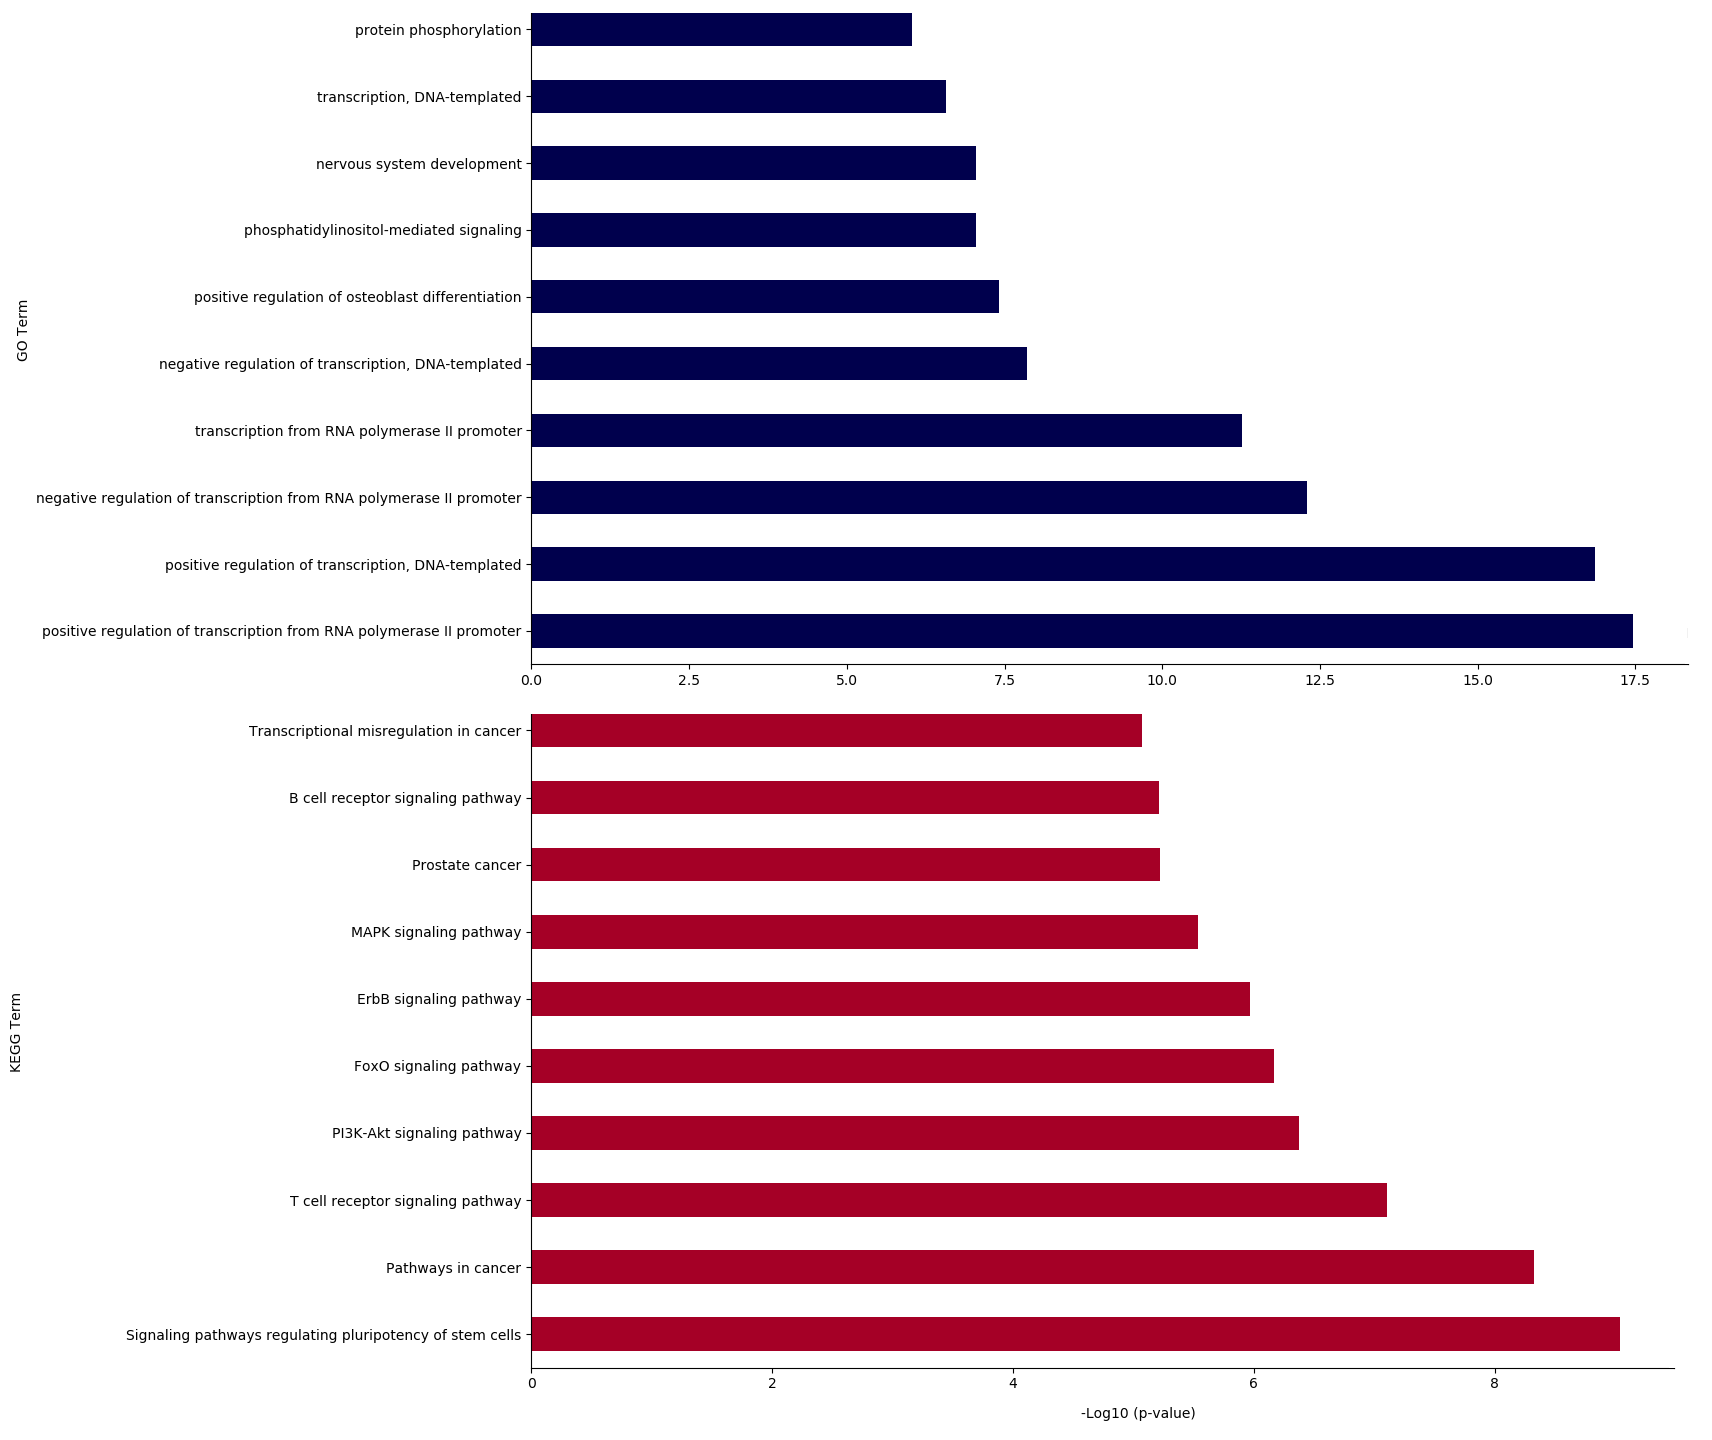 protein phosphorylation
transcription, DNA-templated
nervous system development
phosphatidylinositol-mediated signaling
positive regulation of osteoblast differentiation
negative regulation of transcription, DNA-templated
transcription from RNA polymerase II promoter
negative regulation of transcription from RNA polymerase II promoter
positive regulation of transcription, DNA-templated
positive regulation of transcription from RNA polymerase II promoter
GO Term
0.0 2.5 5.0 7.5 10.0 12.5 15.0 17.5
Transcriptional misregulation in cancer
B cell receptor signaling pathway
Prostate cancer
MAPK signaling pathway
ErbB signaling pathway
FoxO signaling pathway
PI3K-Akt signaling pathway
T cell receptor signaling pathway
Pathways in cancer
Signaling pathways regulating pluripotency of stem cells
KEGG Term
0 2 4 6 8
-Log10 (p-value)